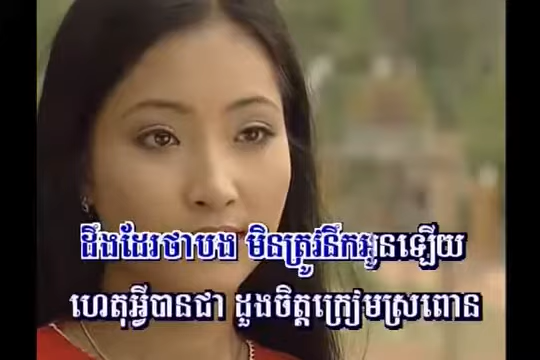 ដឹងដែរថាបង មិនត្រូវនឹកអូនឡើយ
ហេតុអ្វីបានជា ដួងចិត្តក្រៀមស្រពោន